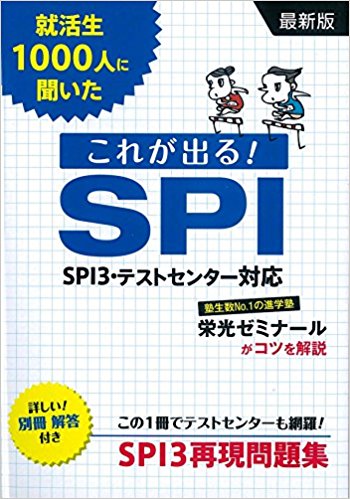 就活生
1000人に
聞いた
最新版
これが出る!
SPI
SPI3・テストセンター対応
塾生数No.1の進学塾
栄光ゼミナール
がコツを解説
詳しい!
別冊 解答
付き
この1冊でテストセンターも網羅!
SPI3再現問題集